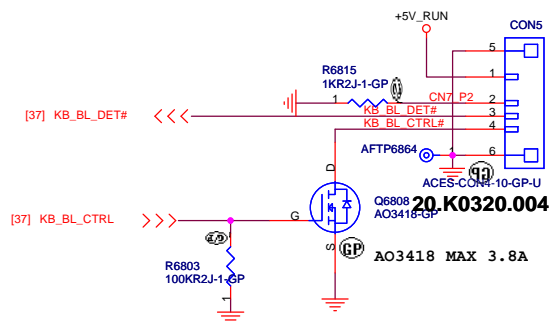 +5V_RUN
CON5
5
R6815
1KR2J-1-GP
1
1
CN7_P2
2
[37] KB_BL_DET#
KB_BL_DET#
3
KB_BL_CTRL#
4
AFTP6864
1
6
GP
ACES-CON4-10-GP-U
20.K0320.004
D
Q6808
AO3418-GP
[37] KB_BL_CTRL
G
S
GP
AO3418 MAX 3.8A
R6803
100KR2J-1-GP
1